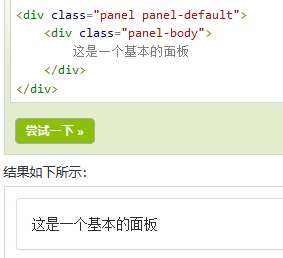 <div class="panel panel-default">
    <div class="panel-body">
        这是一个基本的面板
    </div>
</div>
尝试一下 »
结果如下所示:
这是一个基本的面板